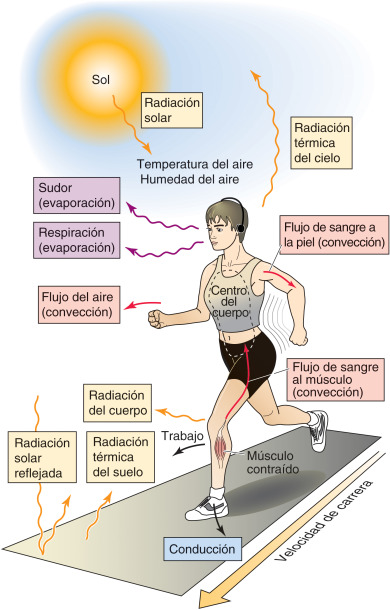 Sol
Radiación
solar
Radiación
térmica
del cielo
Temperatura del aire
Humedad del aire
Sudor
(evaporación)
Respiración
(evaporación)
Flujo de sangre a
la piel (convección)
Flujo del aire
(convección)
Centro
del
cuerpo
Flujo de sangre
al músculo
(convección)
Radiación
del cuerpo
Trabajo
Radiación
solar
reflejada
Radiación
térmica
del suelo
Músculo
contraído
Conducción
Velocidad de carrera